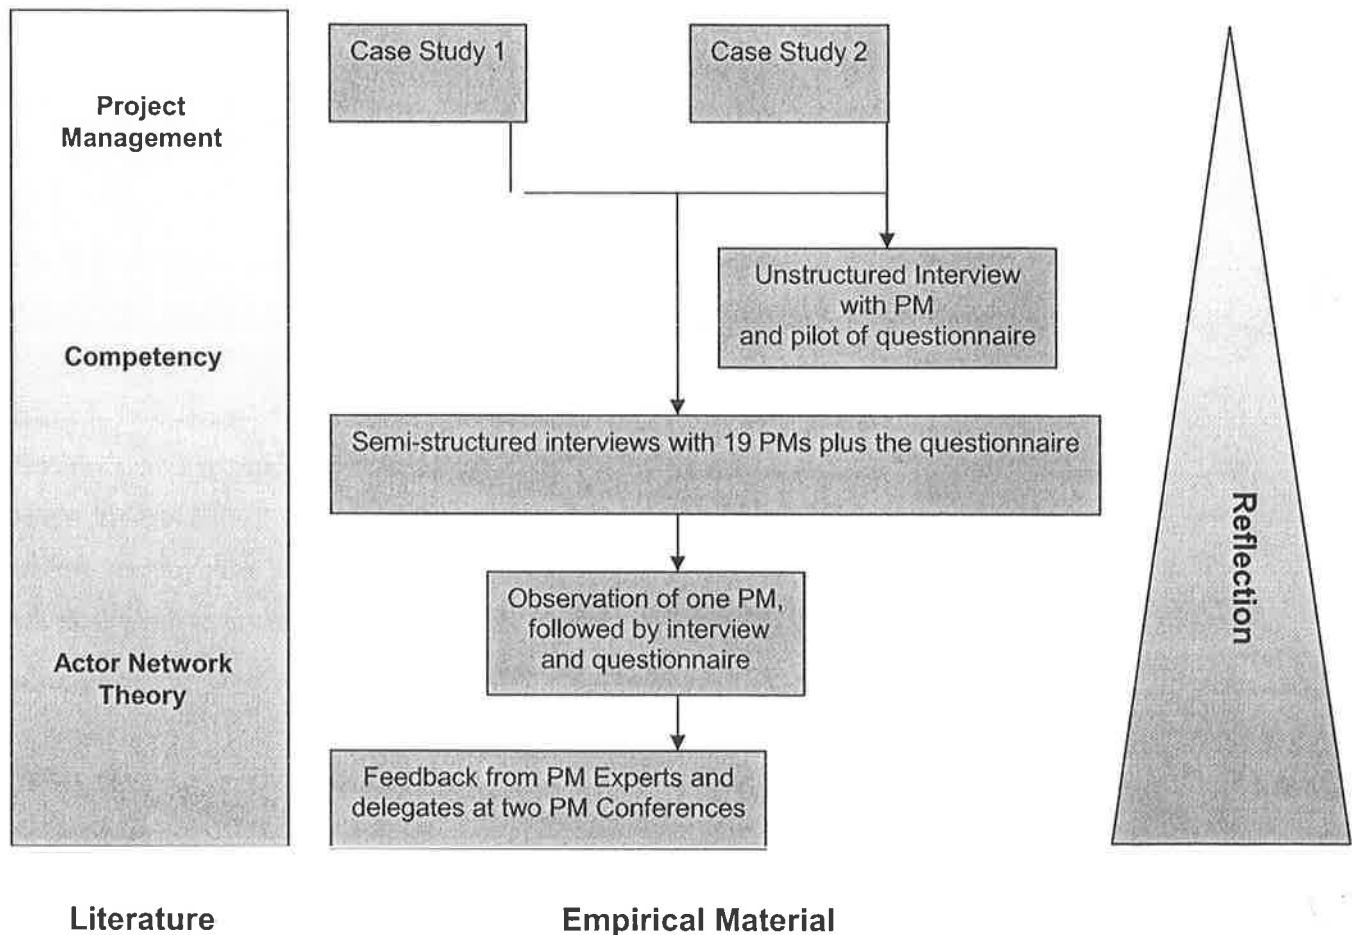 Project
Management
Competency
Actor Network
Theory
Literature
Case Study 1
Case Study 2
Unstructured Interview
with PM
and pilot of questionnaire
Semi-structured interviews with 19 PMs plus the questionnaire
Observation of one PM,
followed by interview
and questionnaire
Feedback from PM Experts and
delegates at two PM Conferences
Empirical Material
Reflection